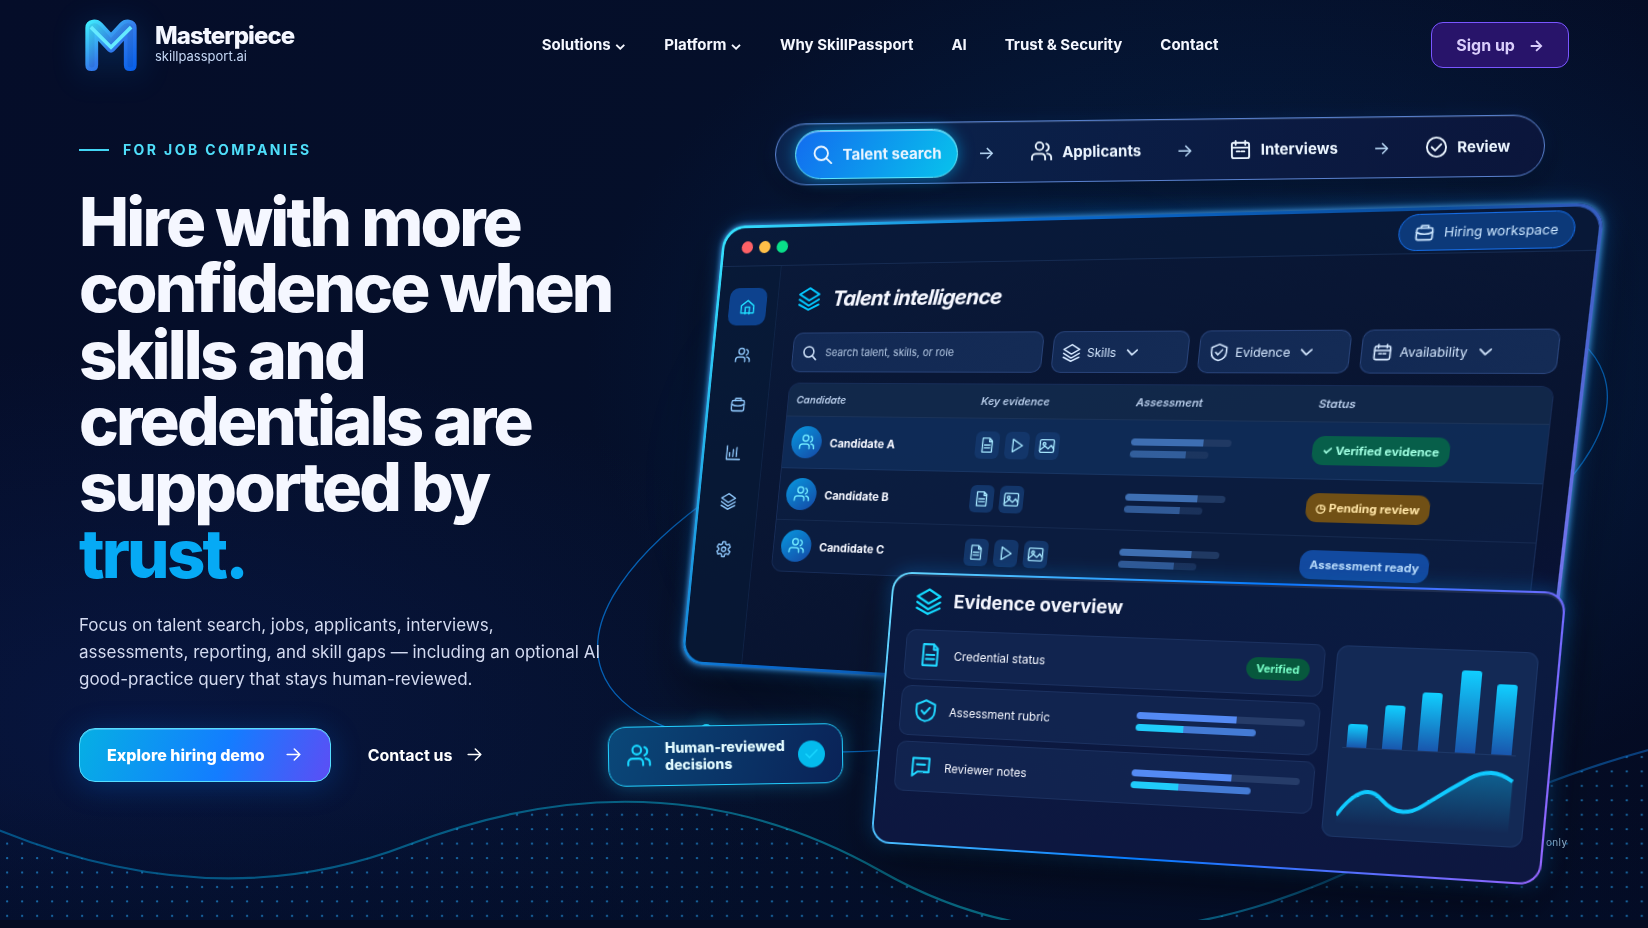 Masterpiece
skillpassport.ai
Solutions
Platform
Why SkillPassport
AI
Trust & Security
Contact
Sign up
FOR JOB COMPANIES
Hire with more
confidence when
skills and
credentials are
supported by
trust.
Focus on talent search, jobs, applicants, interviews,
assessments, reporting, and skill gaps — including an optional AI
good-practice query that stays human-reviewed.
Explore hiring demo
Contact us
Talent search
Applicants
Interviews
Review
Hiring workspace
Talent intelligence
Search talent, skills, or role
Skills
Evidence
Availability
Candidate
Key evidence
Assessment
Status
Candidate A
Verified evidence
Candidate B
Pending review
Candidate C
Assessment ready
Evidence overview
Credential status
Verified
Assessment rubric
Reviewer notes
Human-reviewed
decisions
only